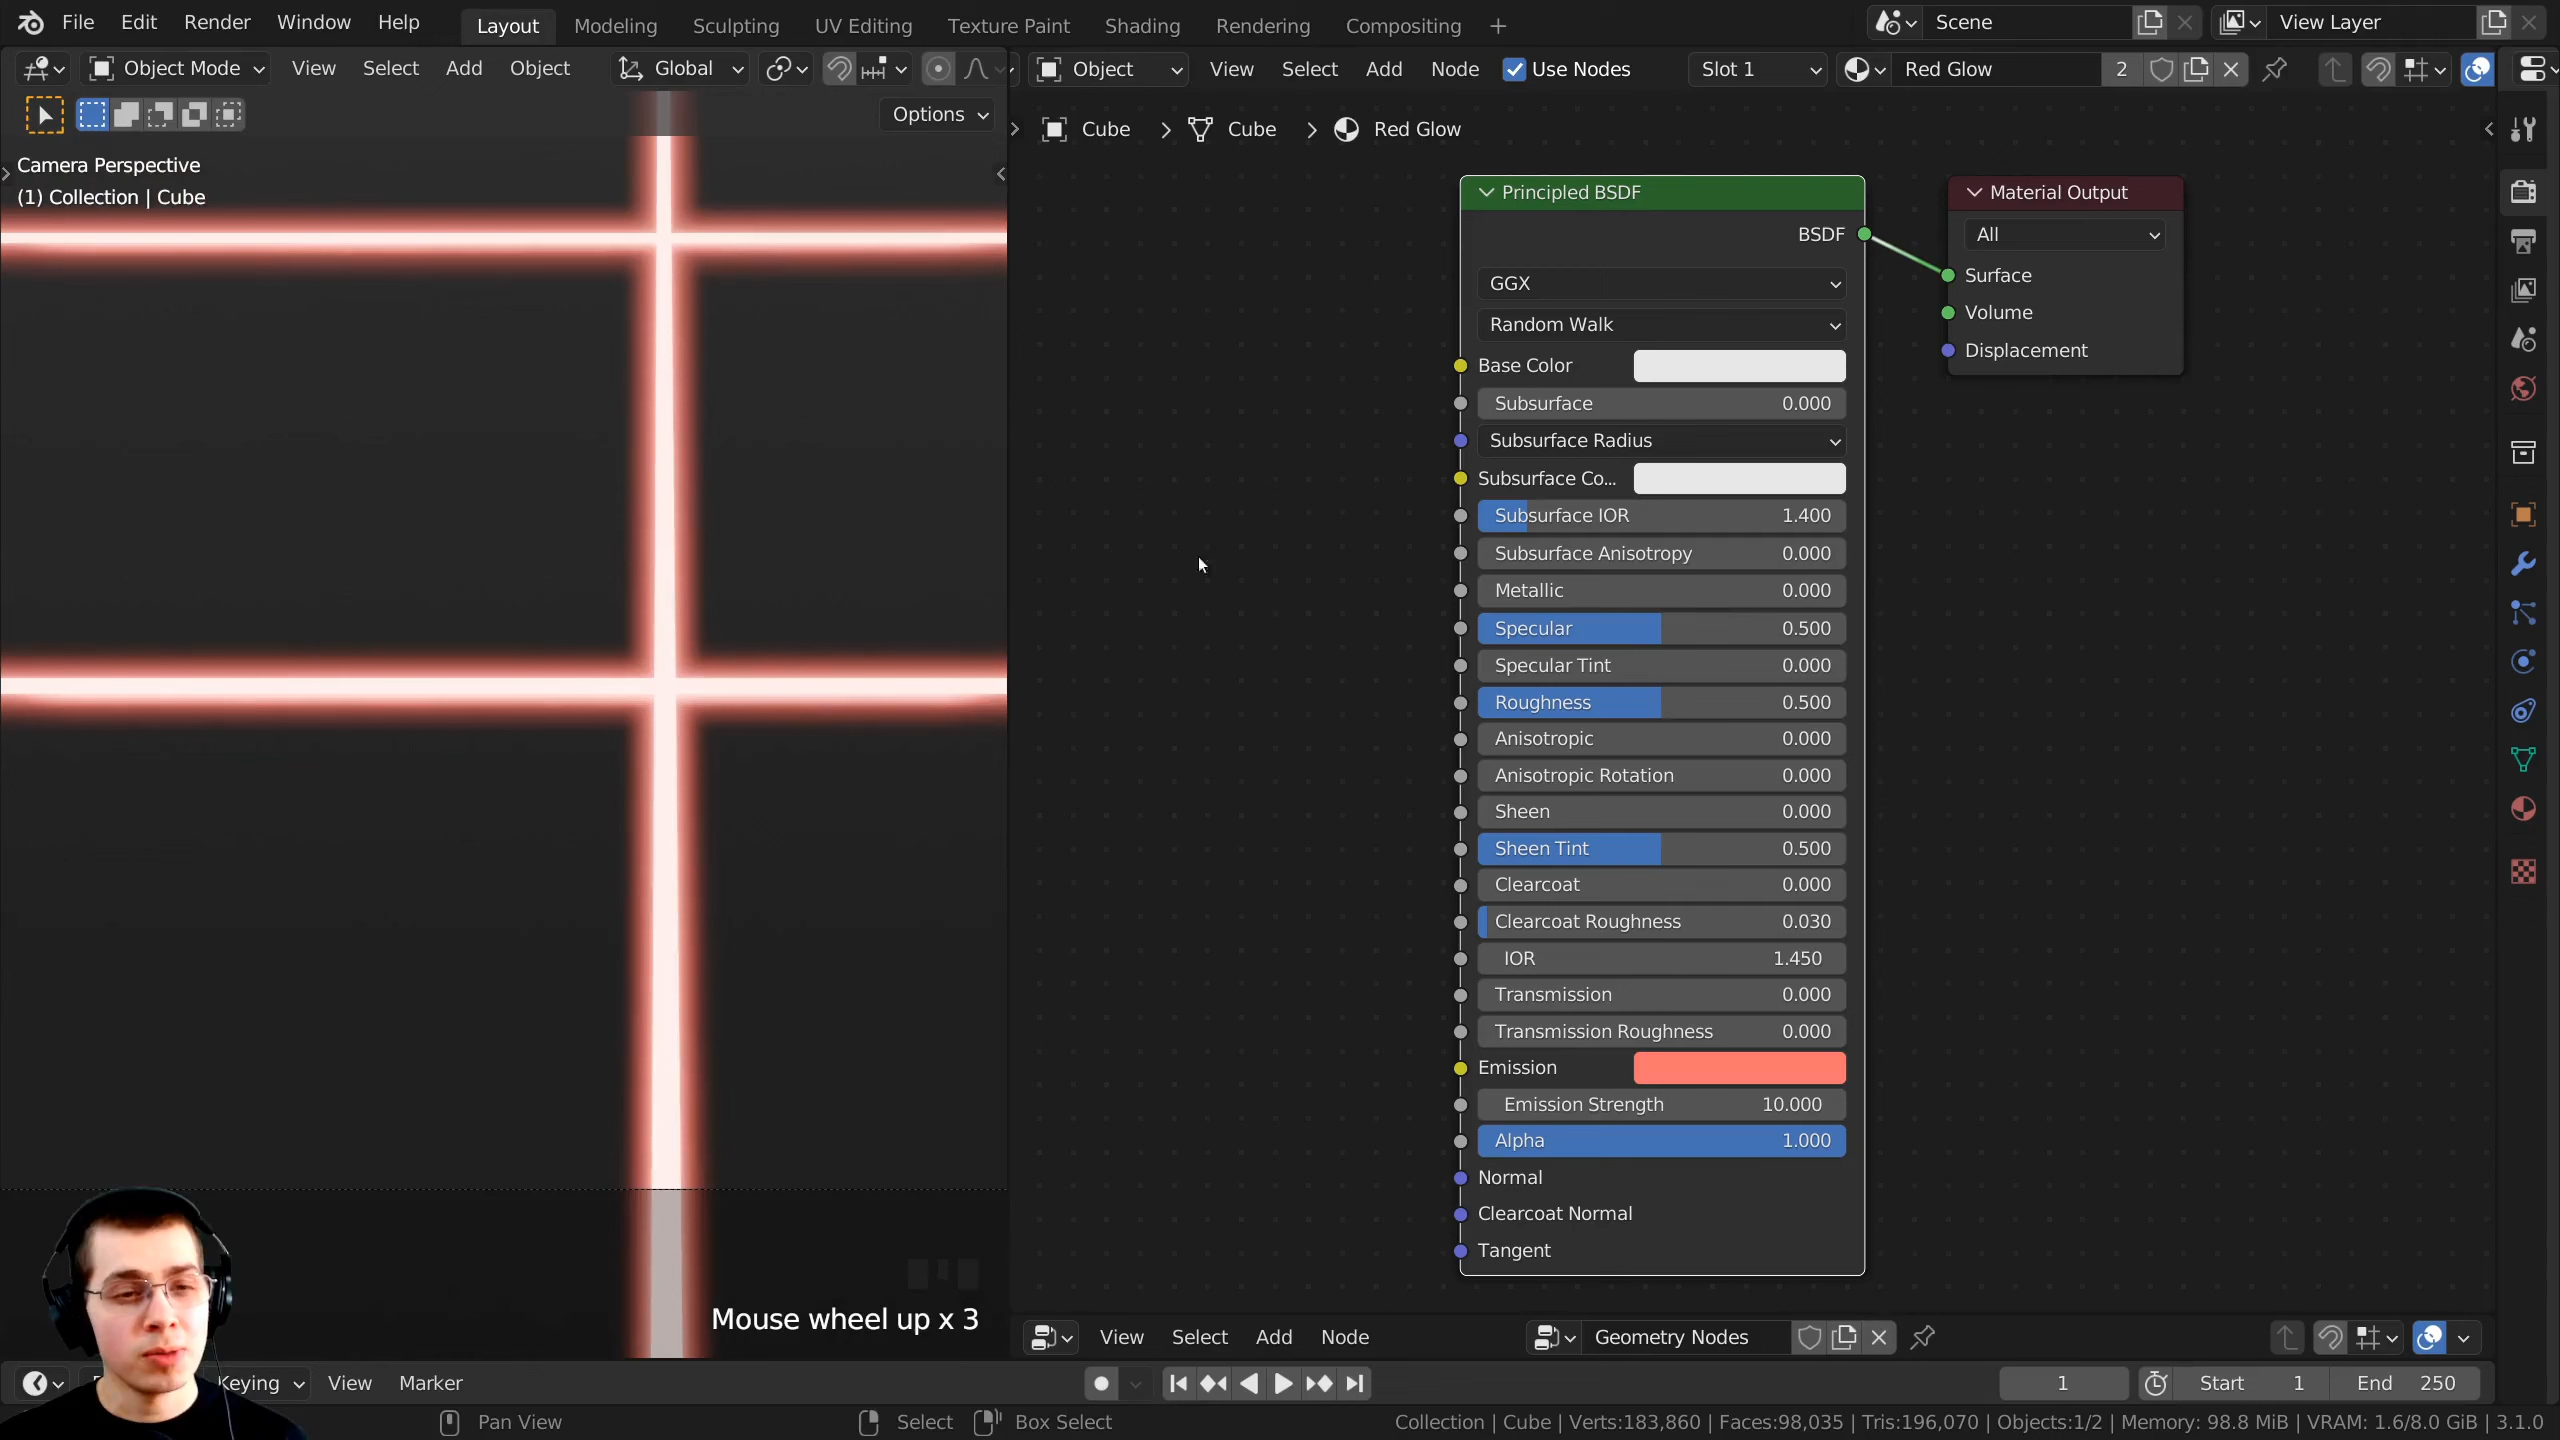 File Edit Render Window Help Layout Modeling Sculpting UV Editing Texture Paint Shading Rendering Compositing + Scene View Layer
Object Mode View Select Add Object Global Object View Select Add Node Use Nodes Slot 1 Red Glow 2
Options
Cube > Cube > Red Glow
Camera Perspective
(1) Collection | Cube
Principled BSDF
BSDF
GGX
Random Walk
Base Color
Subsurface 0.000
Subsurface Radius
Subsurface Co...
Subsurface IOR 1.400
Subsurface Anisotropy 0.000
Metallic 0.000
Specular 0.500
Specular Tint 0.000
Roughness 0.500
Anisotropic 0.000
Anisotropic Rotation 0.000
Sheen 0.000
Sheen Tint 0.500
Clearcoat 0.000
Clearcoat Roughness 0.030
IOR 1.450
Transmission 0.000
Transmission Roughness 0.000
Emission
Emission Strength 10.000
Alpha 1.000
Normal
Clearcoat Normal
Tangent
Material Output
All
Surface
Volume
Displacement
Mouse wheel up x 3
View Select Add Node Geometry Nodes
Keying View Marker 1 Start 1 End 250
Pan View Select Box Select Collection | Cube | Verts:183,860 | Faces:98,035 | Tris:196,070 | Objects:1/2 | Memory: 98.8 MiB | VRAM: 1.6/8.0 GiB | 3.1.0